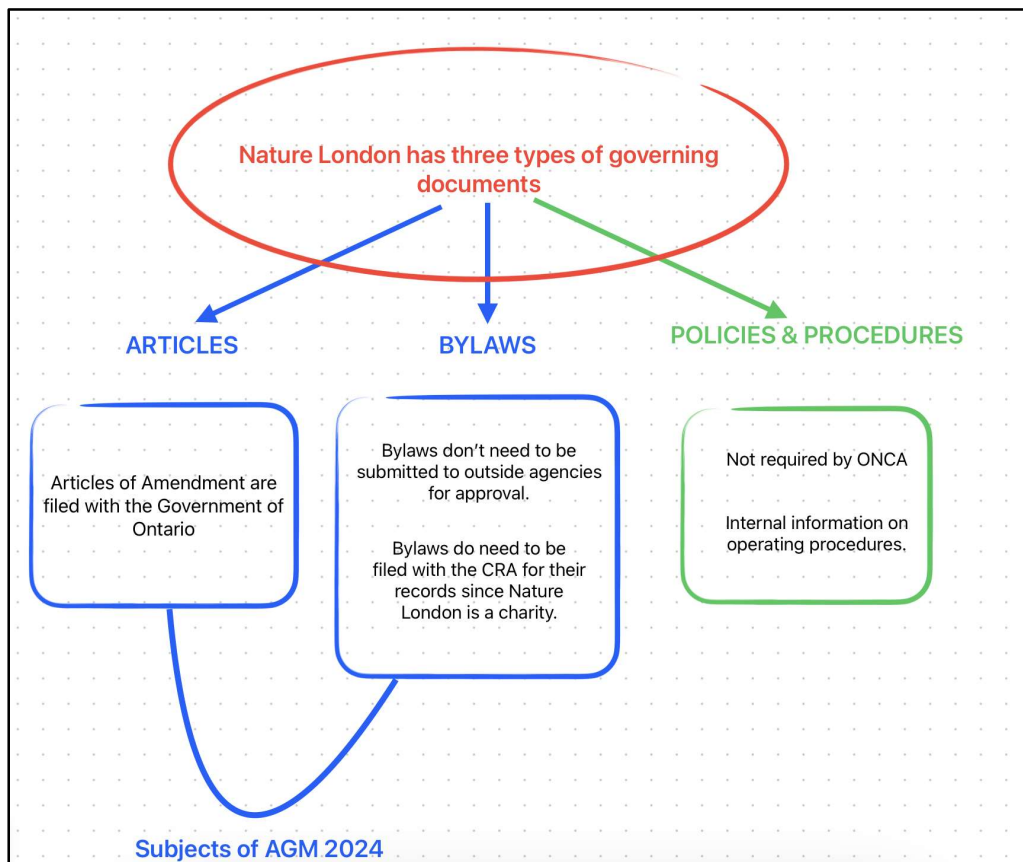 Nature London has three types of governing
documents
ARTICLES
BYLAWS
POLICIES & PROCEDURES
Articles of Amendment are
filed with the Government of
Ontario
Bylaws don't need to be
submitted to outside agencies
for approval.
Bylaws do need to be
filed with the CRA for their
records since Nature
London is a charity.
Not required by ONCA
Internal information on
operating procedures.
Subjects of AGM 2024